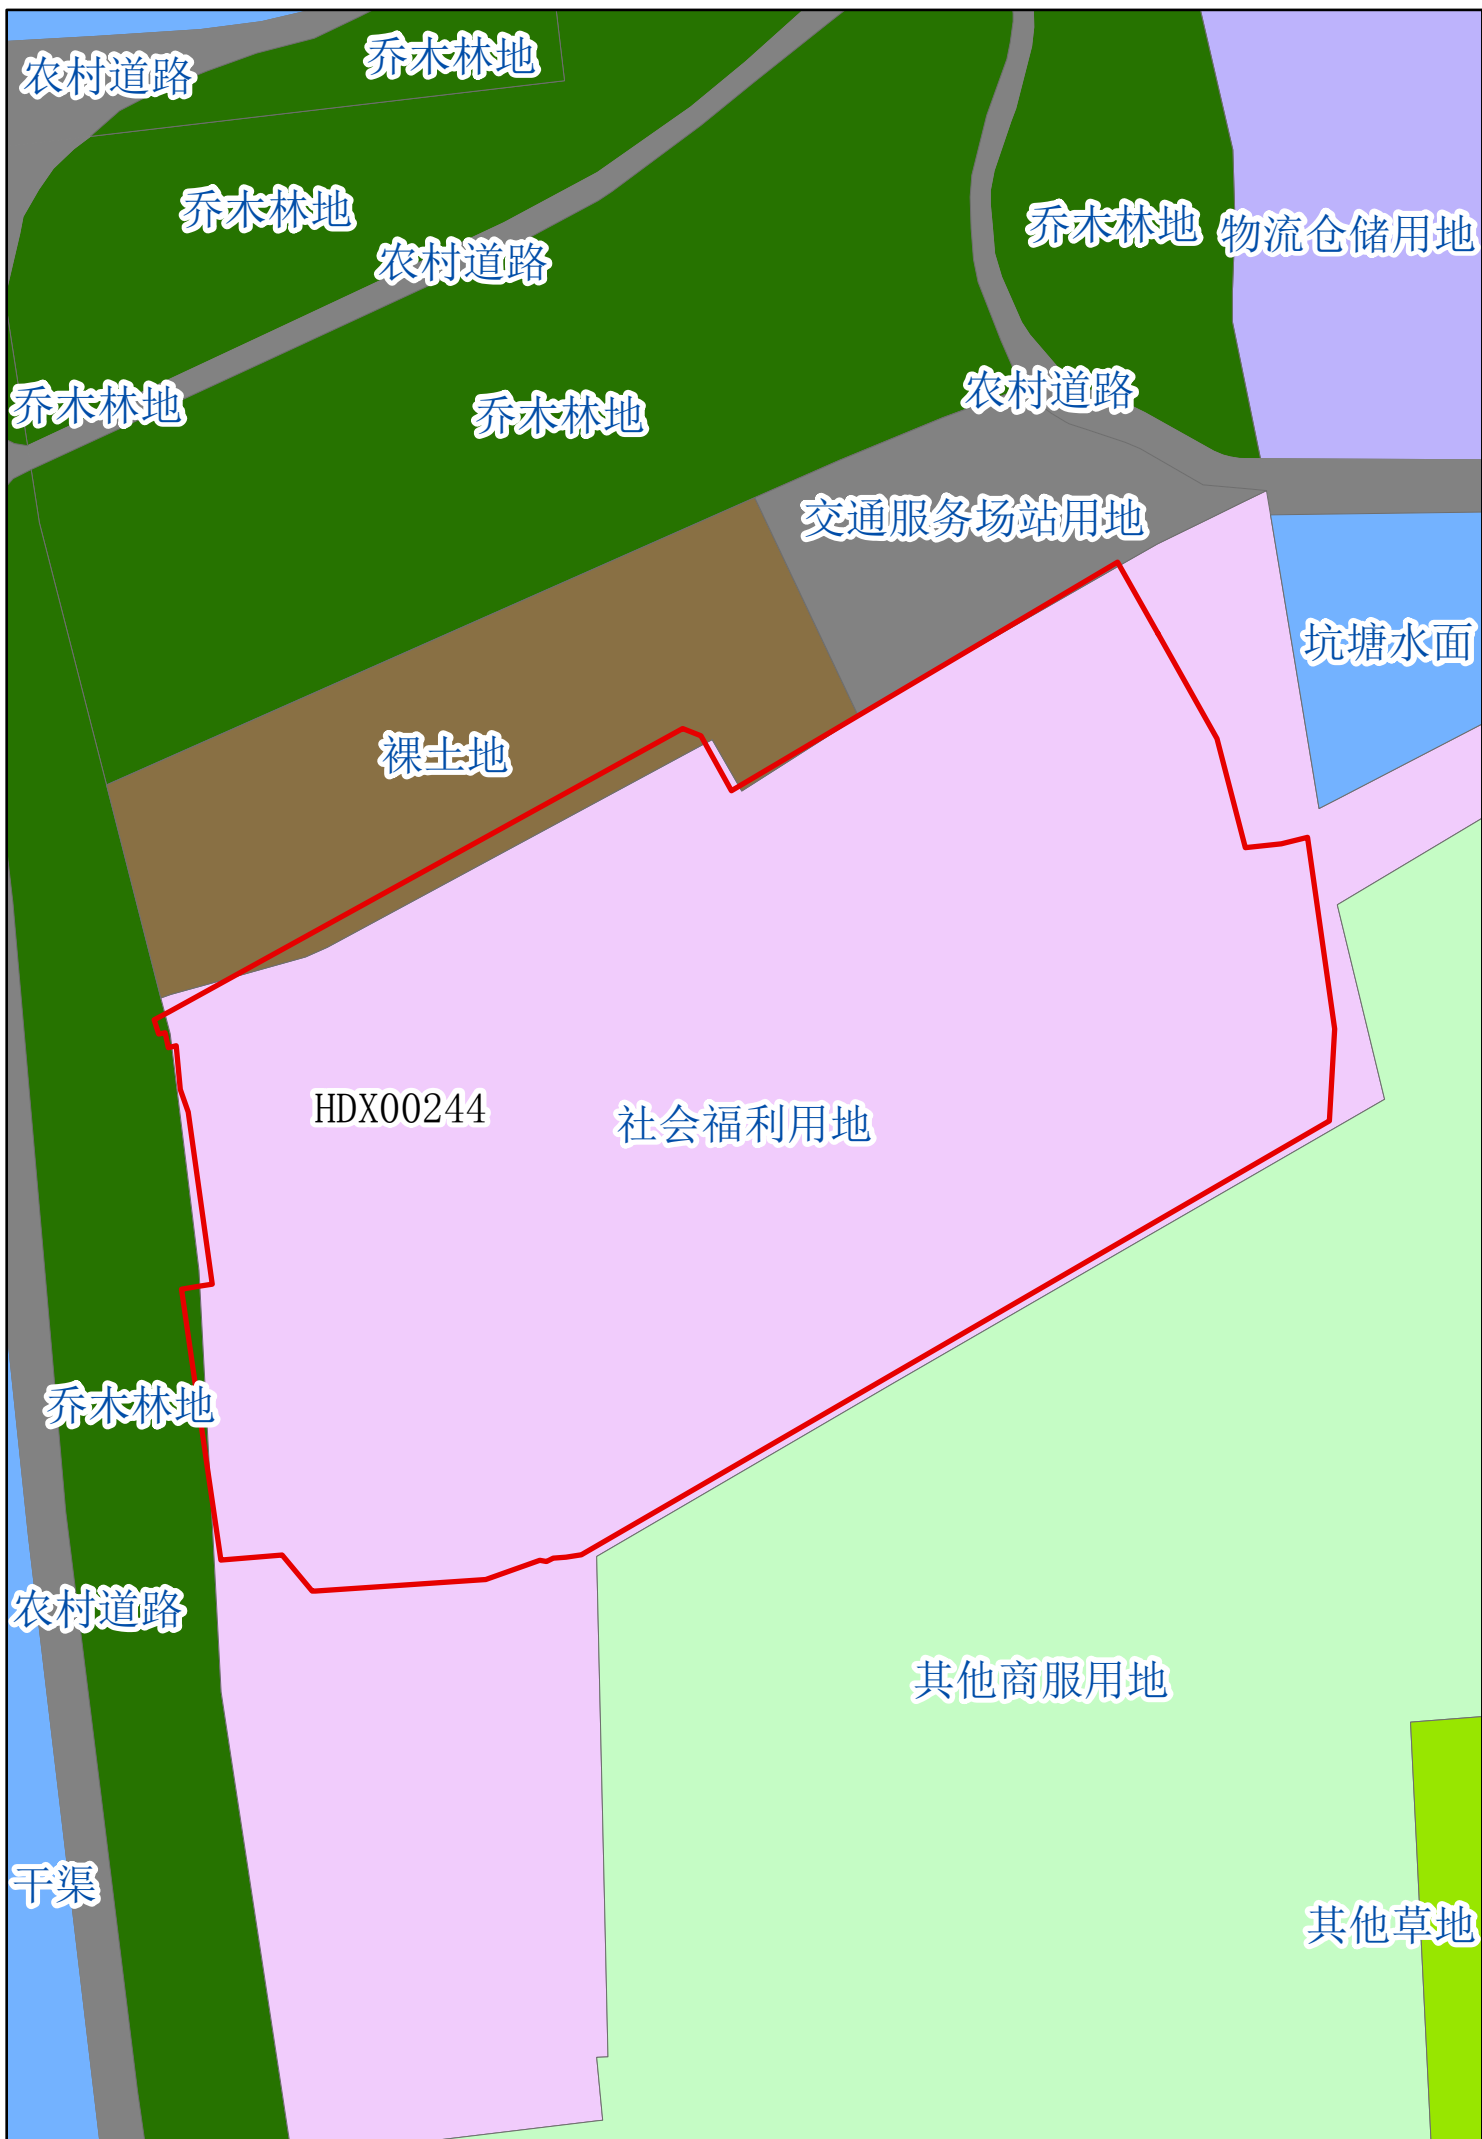 乔木林地
农村道路
乔木林地
乔木林地
物流仓储用地
农村道路
农村道路
乔木林地
乔木林地
交通服务场站用地
坑塘水面
裸土地
HDX00244
社会福利用地
乔木林地
农村道路
其他商服用地
干渠
其他草地